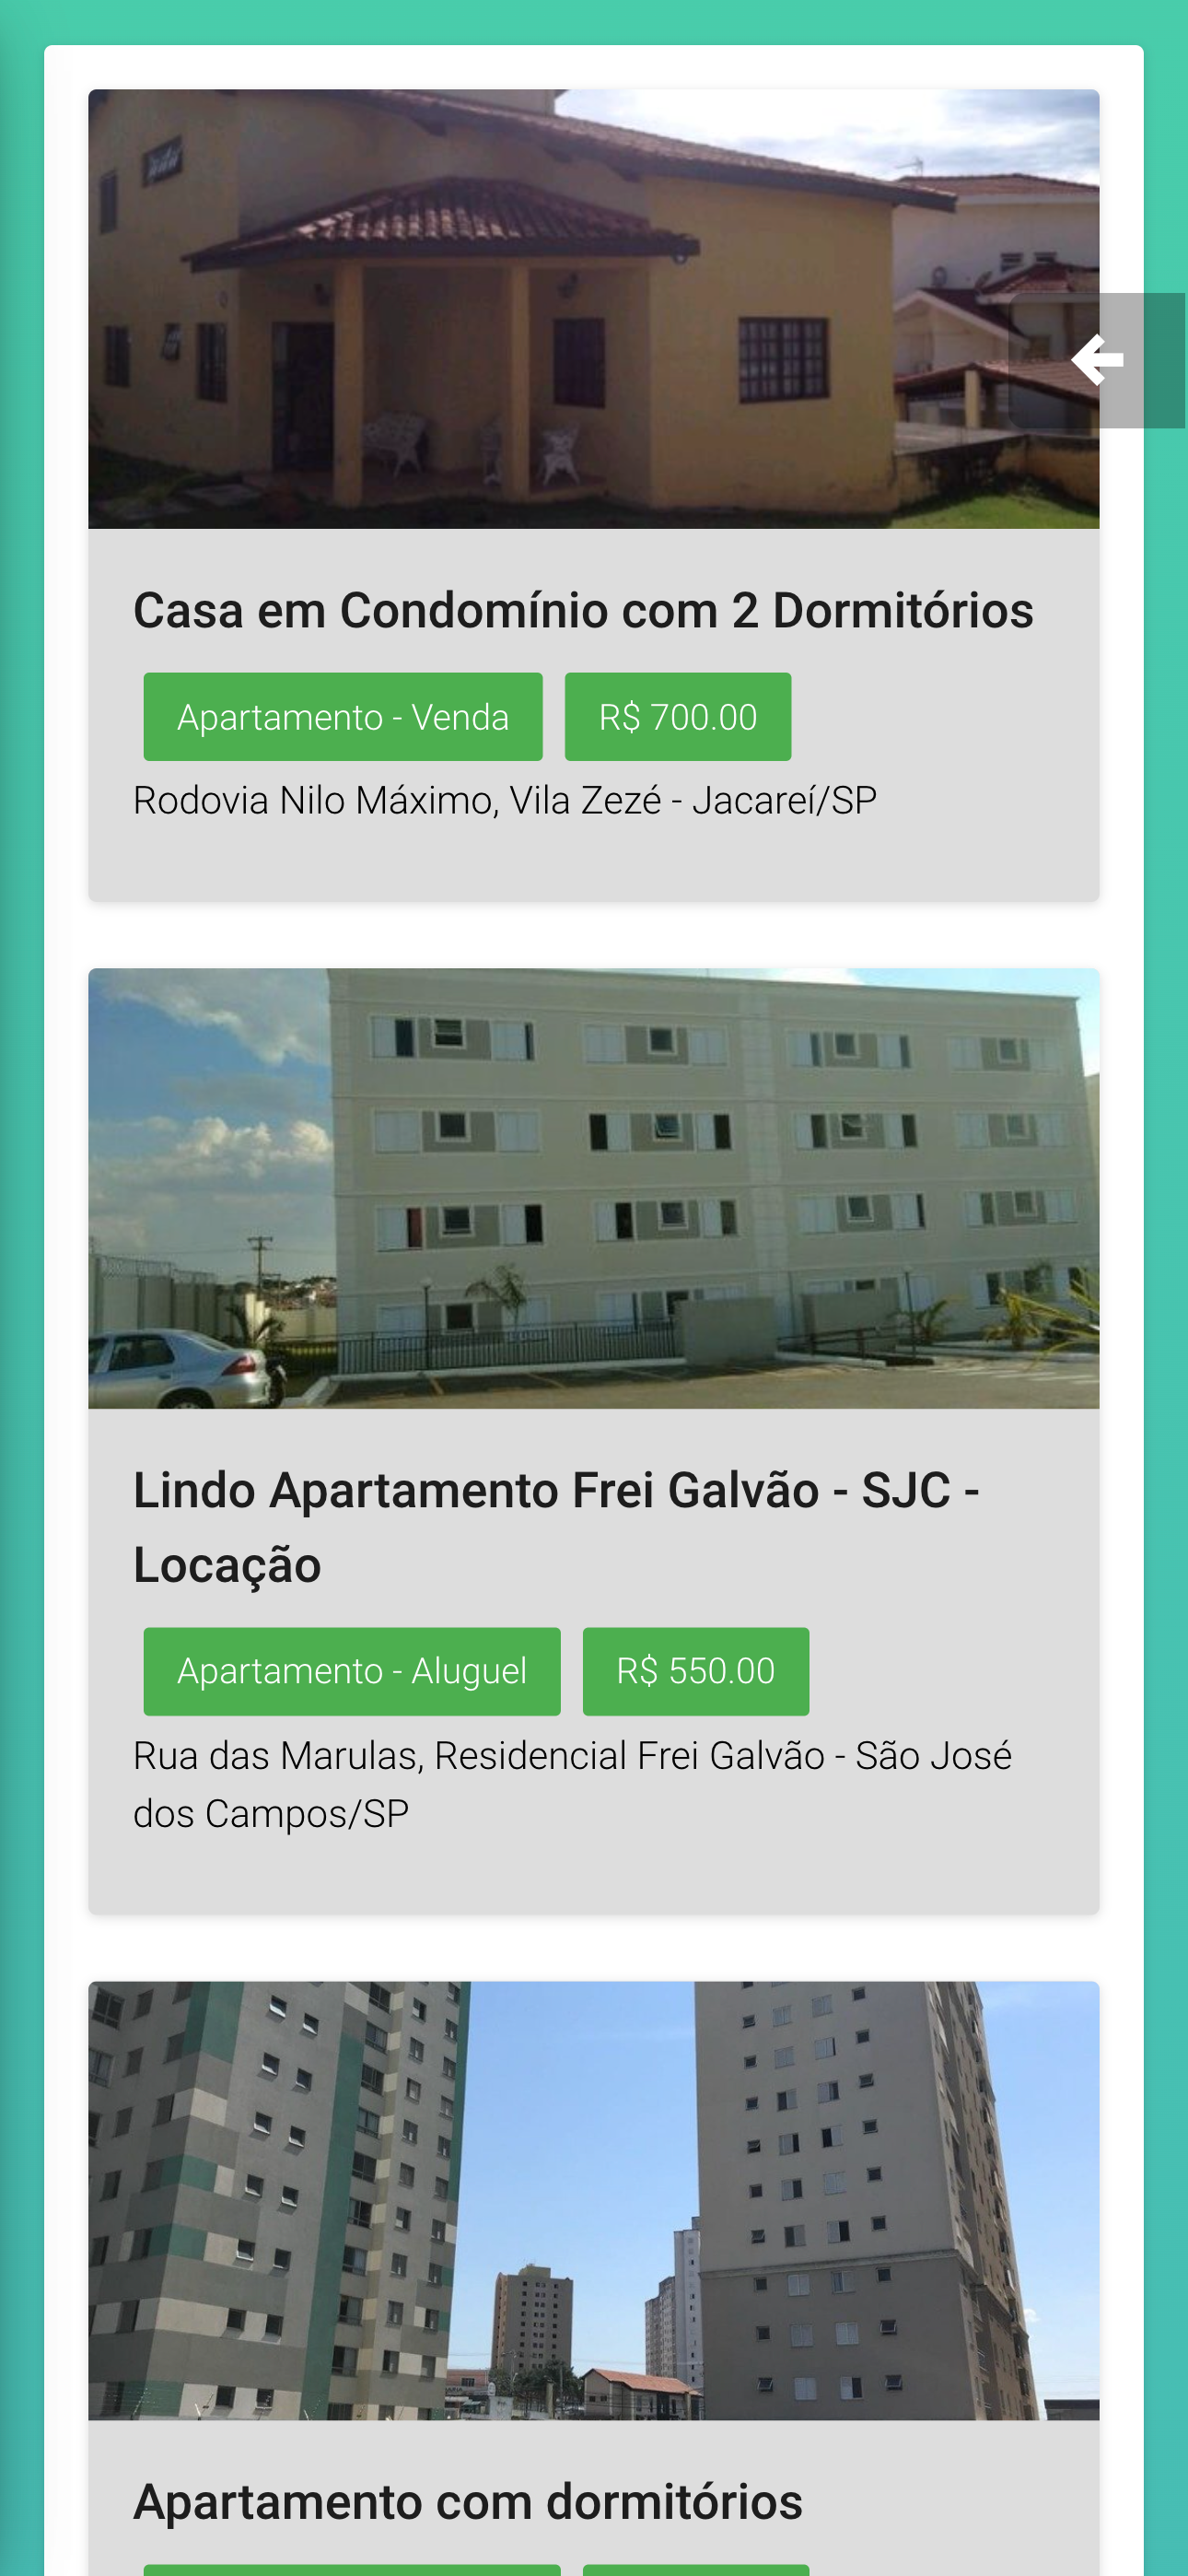 Casa em Condomínio com 2 Dormitórios
Apartamento - Venda R$ 700.00
Rodovia Nilo Máximo, Vila Zezé - Jacareí/SP
Lindo Apartamento Frei Galvão - SJC -
Locação
Apartamento - Aluguel R$ 550.00
Rua das Marulas, Residencial Frei Galvão - São José
dos Campos/SP
Apartamento com dormitórios